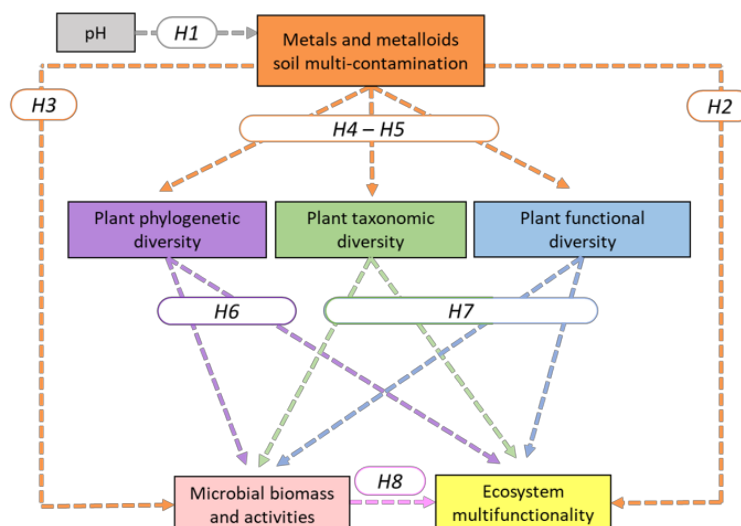 pH
H1
Metals and metalloids
soil multi-contamination
H3
H2
H4 – H5
Plant phylogenetic
diversity
Plant taxonomic
diversity
Plant functional
diversity
H6
H7
Microbial biomass
and activities
H8
Ecosystem
multifunctionality